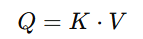 Q = K · V